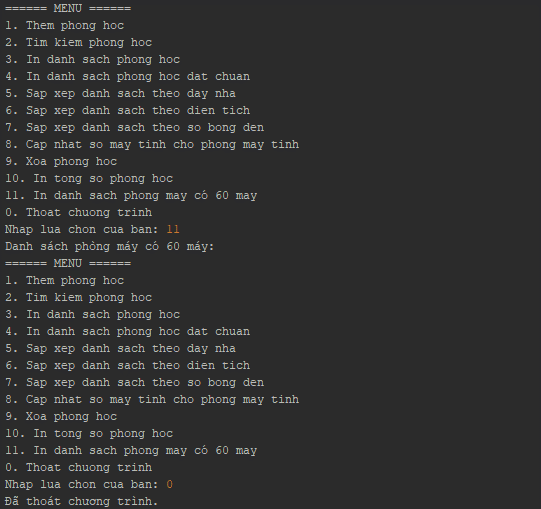 ====== MENU ======
1. Them phong hoc
2. Tim kiem phong hoc
3. In danh sach phong hoc
4. In danh sach phong hoc dat chuan
5. Sap xep danh sach theo day nha
6. Sap xep danh sach theo dien tich
7. Sap xep danh sach theo so bong den
8. Cap nhat so may tinh cho phong may tinh
9. Xoa phong hoc
10. In tong so phong hoc
11. In danh sach phong may có 60 may
0. Thoat chuong trinh
Nhap lua chon cua ban: 11
Danh sách phòng máy có 60 máy:
====== MENU ======
1. Them phong hoc
2. Tim kiem phong hoc
3. In danh sach phong hoc
4. In danh sach phong hoc dat chuan
5. Sap xep danh sach theo day nha
6. Sap xep danh sach theo dien tich
7. Sap xep danh sach theo so bong den
8. Cap nhat so may tinh cho phong may tinh
9. Xoa phong hoc
10. In tong so phong hoc
11. In danh sach phong may có 60 may
0. Thoat chuong trinh
Nhap lua chon cua ban: 0
Đã thoát chương trình.